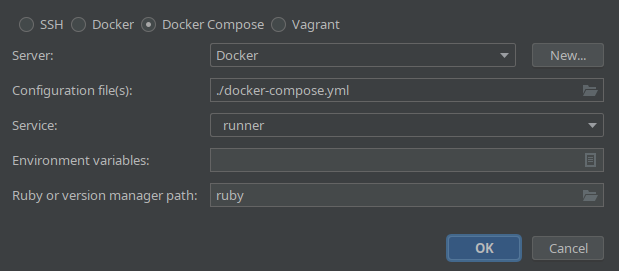 SSH Docker Docker Compose Vagrant
Server: Docker New...
Configuration file(s): ./docker-compose.yml
Service: runner
Environment variables:
Ruby or version manager path: ruby
OK Cancel